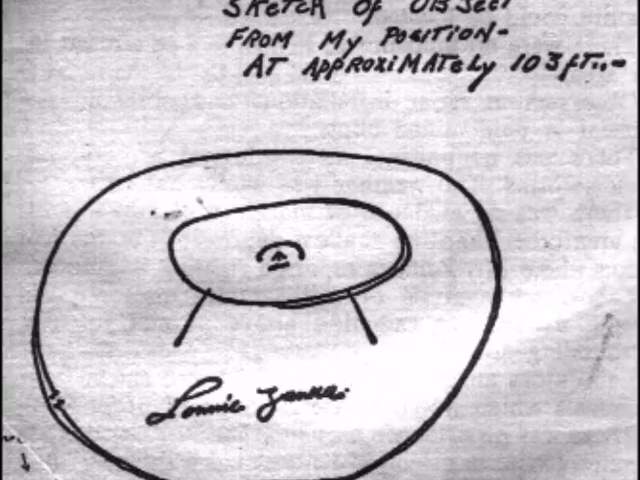 SKETCH OF OBJECT
FROM MY POSITION-
AT APPROXIMATELY 103 fT.-
Lonnie Zamora